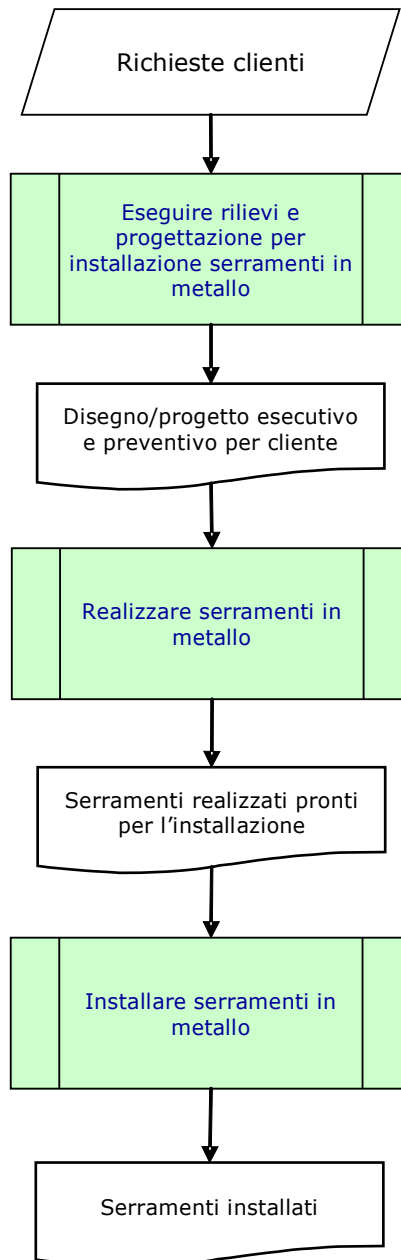 Richieste clienti
Eseguire rilievi e
progettazione per
installazione serramenti in
metallo
Disegno/progetto esecutivo
e preventivo per cliente
Realizzare serramenti in
metallo
Serramenti realizzati pronti
per l’installazione
Installare serramenti in
metallo
Serramenti installati